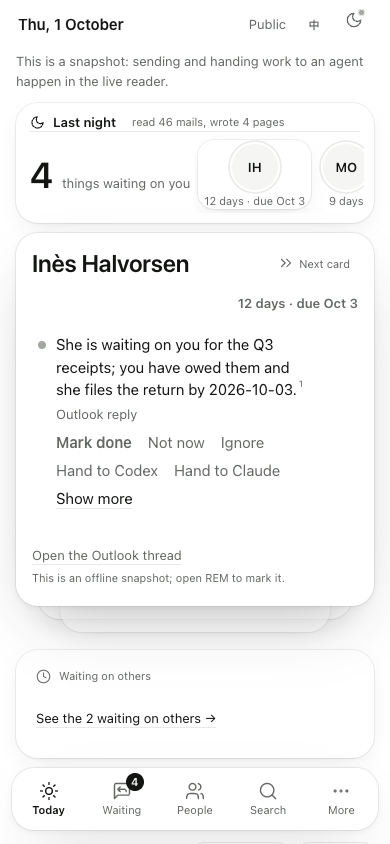 Thu, 1 October
Public
中
This is a snapshot: sending and handing work to an agent
happen in the live reader.
Last night
read 46 mails, wrote 4 pages
4 things waiting on you
IH
12 days · due Oct 3
MO
9 days
Inès Halvorsen
Next card
12 days · due Oct 3
She is waiting on you for the Q3
receipts; you have owed them and
she files the return by 2026-10-03. 1
Outlook reply
Mark done Not now Ignore
Hand to Codex Hand to Claude
Show more
Open the Outlook thread
This is an offline snapshot; open REM to mark it.
Waiting on others
See the 2 waiting on others →
4
Today Waiting People Search More